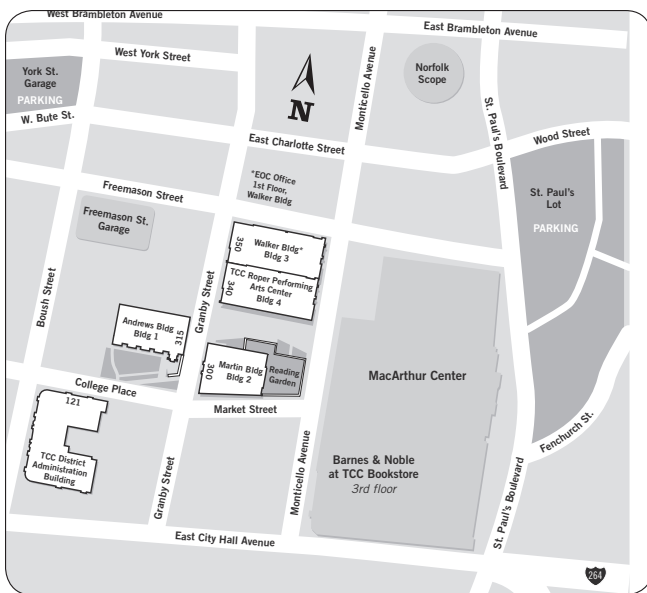 West Brambleton Avenue
East Brambleton Avenue
West York Street
York St.
Garage
PARKING
W. Bute St.
N
Monticello Avenue
Norfolk
Scope
St. Paul's Boulevard
East Charlotte Street
Wood Street
*EOC Office
1st Floor,
Walker Bldg
Freemason Street
Freemason St.
Garage
St. Paul's
Lot
PARKING
350
Walker Bldg*
Bldg 3
340
TCC Roper Performing
Arts Center
Bldg 4
Boush Street
Granby Street
Andrews Bldg
Bldg 1
315
300
Martin Bldg
Bldg 2
Reading
Garden
MacArthur Center
College Place
Market Street
121
TCC District
Administration
Building
Granby Street
Monticello Avenue
Barnes & Noble
at TCC Bookstore
3rd floor
Fenchurch St.
St. Paul's Boulevard
East City Hall Avenue
264